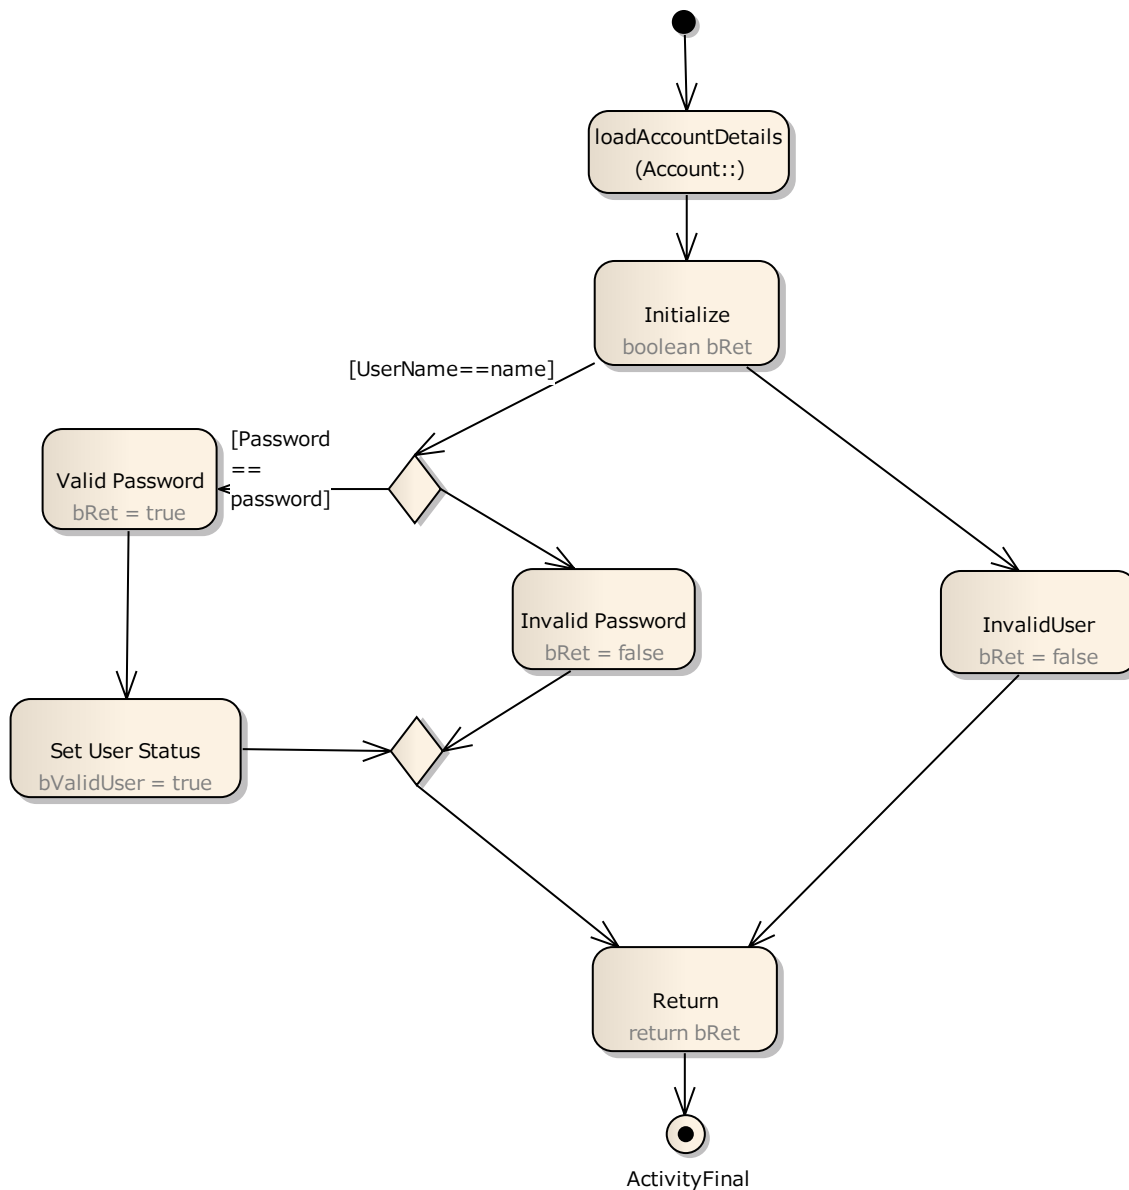 loadAccountDetails
(Account::)
Initialize
boolean bRet
[UserName==name]
[Password
==
password]
Valid Password
bRet = true
Invalid Password
bRet = false
InvalidUser
bRet = false
Set User Status
bValidUser = true
Return
return bRet
ActivityFinal